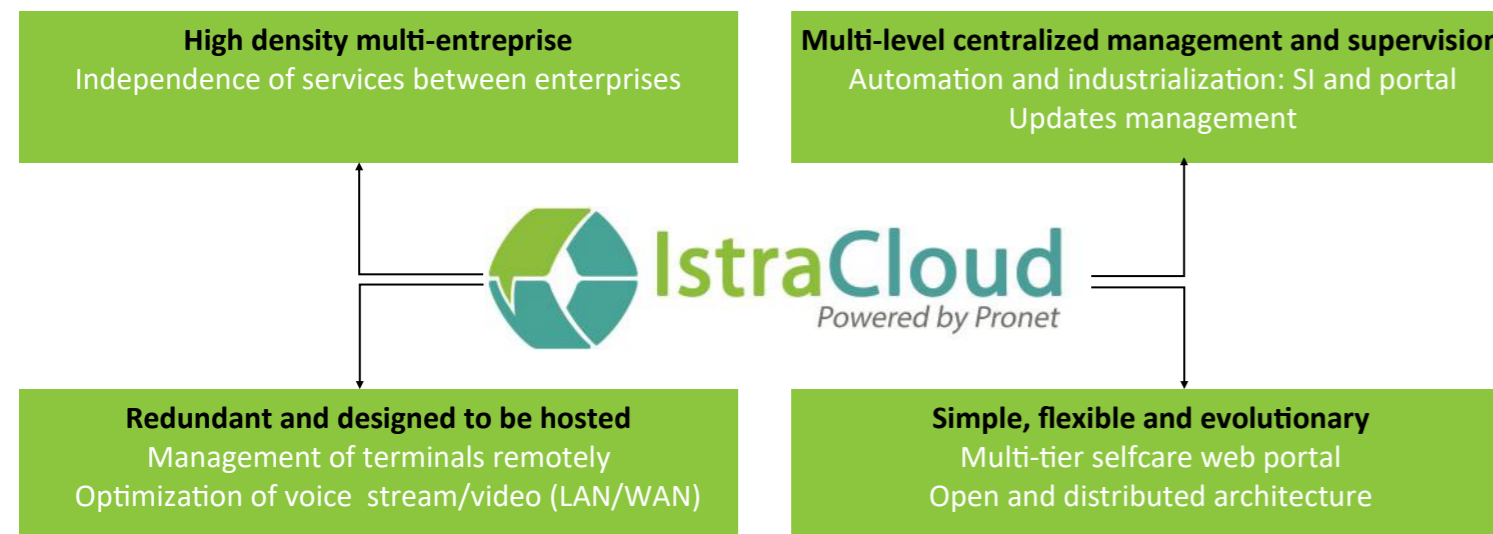 High density multi-entreprise
Independence of services between enterprises
Multi-level centralized management and supervision
Automation and industrialization: SI and portal
Updates management
IstraCloud
Powered by Pronet
Redundant and designed to be hosted
Management of terminals remotely
Optimization of voice stream/video (LAN/WAN)
Simple, flexible and evolutionary
Multi-tier selfcare web portal
Open and distributed architecture